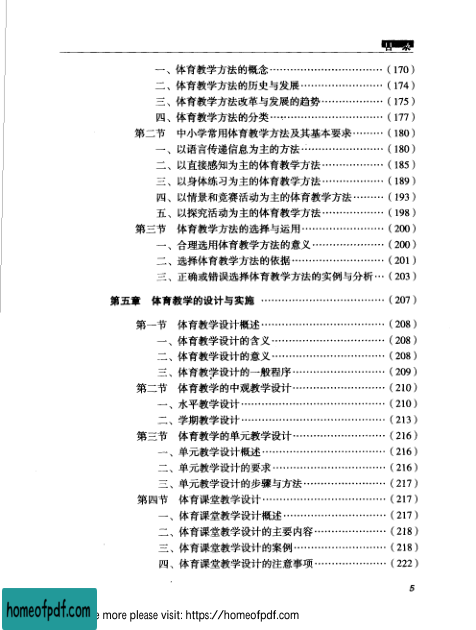 目 录
一、体育教学方法的概念……………………………（170）
二、体育教学方法的历史与发展……………………（174）
三、体育教学方法改革与发展的趋势………………（175）
四、体育教学方法的分类……………………………（177）
第二节 中小学常用体育教学方法及其基本要求………（180）
一、以语言传递信息为主的方法……………………（180）
二、以直接感知为主的体育教学方法………………（185）
三、以身体练习为主的体育教学方法………………（189）
四、以情景和竞赛活动为主的体育教学方法………（193）
五、以探究活动为主的体育教学方法………………（198）
第三节 体育教学方法的选择与运用……………………（200）
一、合理选用体育教学方法的意义…………………（200）
二、选择体育教学方法的依据………………………（201）
三、正确或错误选择体育教学方法的实例与分析…（203）
第五章 体育教学的设计与实施 ………………………………（207）
第一节 体育教学设计概述………………………………（208）
一、体育教学设计的含义……………………………（208）
二、体育教学设计的意义……………………………（208）
三、体育教学设计的一般程序………………………（209）
第二节 体育教学的中观教学设计………………………（210）
一、水平教学设计……………………………………（210）
二、学期教学设计……………………………………（213）
第三节 体育教学的单元教学设计………………………（216）
一、单元教学设计概述………………………………（216）
二、单元教学设计的要求……………………………（216）
三、单元教学设计的步骤与方法……………………（217）
第四节 体育课堂教学设计………………………………（217）
一、体育课堂教学设计概述…………………………（217）
二、体育课堂教学设计的主要内容…………………（218）
三、体育课堂教学设计的案例………………………（218）
四、体育课堂教学设计的注意事项…………………（222）
5
homeofpdf.com
e more please visit: https://homeofpdf.com